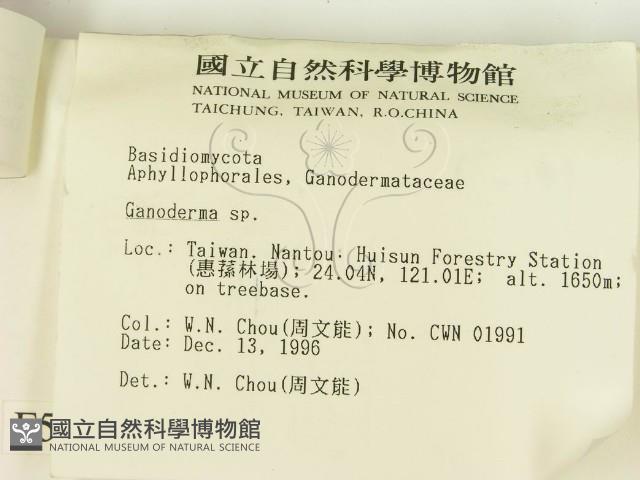 國立自然科學博物館
NATIONAL MUSEUM OF NATURAL SCIENCE
TAICHUNG, TAIWAN, R.O.CHINA
Basidiomycota
Aphyllophorales, Ganodermataceae
Ganoderma sp.
Loc.: Taiwan. Nantou. Huisun Forestry Station
(惠蓀林場); 24.04N, 121.01E; alt. 1650m;
on treebase.
Col.: W.N. Chou(周文能); No. CWN 01991
Date: Dec. 13, 1996
Det.: W.N. Chou(周文能)
國立自然科學博物館
NATIONAL MUSEUM OF NATURAL SCIENCE